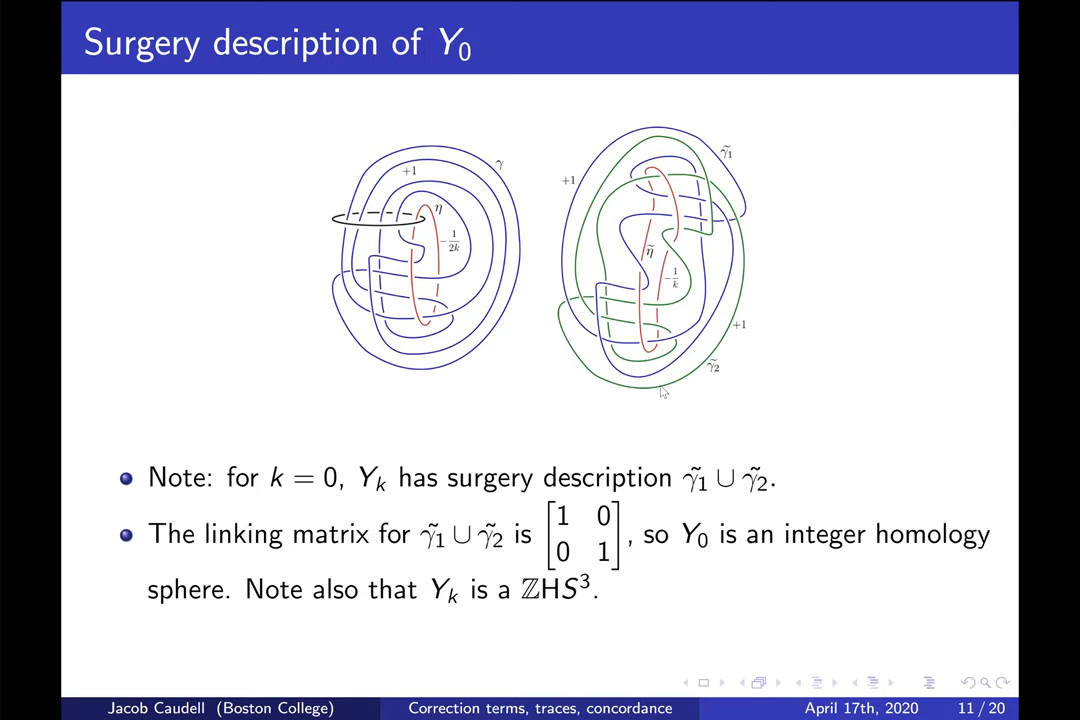 Surgery description of Y₀
+1
γ
η
−1/2k
+1
γ̃₁
η̃
−1/k
+1
γ̃₂
Note: for k = 0, Yₖ has surgery description γ̃₁ ∪ γ̃₂.
The linking matrix for γ̃₁ ∪ γ̃₂ is [1 0; 0 1], so Y₀ is an integer homology
sphere. Note also that Yₖ is a ℤHS³.
Jacob Caudell (Boston College) Correction terms, traces, concordance April 17th, 2020 11 / 20